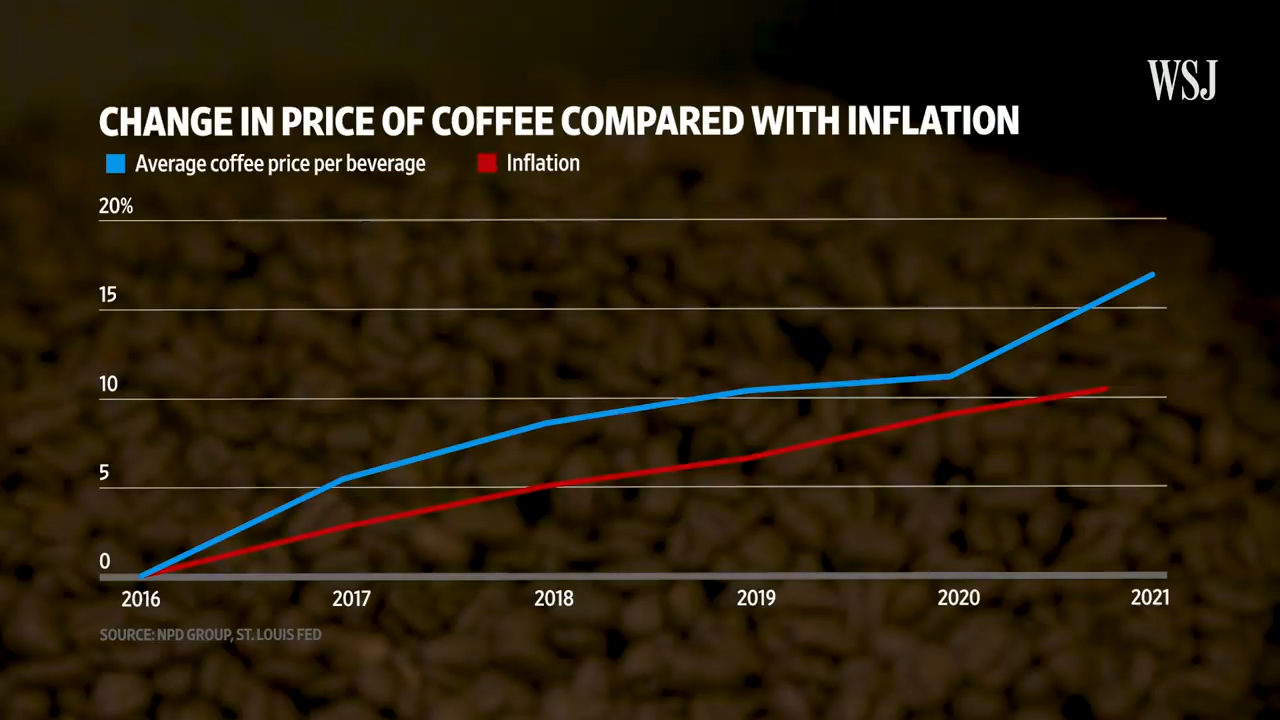 WSJ
CHANGE IN PRICE OF COFFEE COMPARED WITH INFLATION
Average coffee price per beverage Inflation
20%
15
10
5
0
2016 2017 2018 2019 2020 2021
SOURCE: NPD GROUP, ST. LOUIS FED